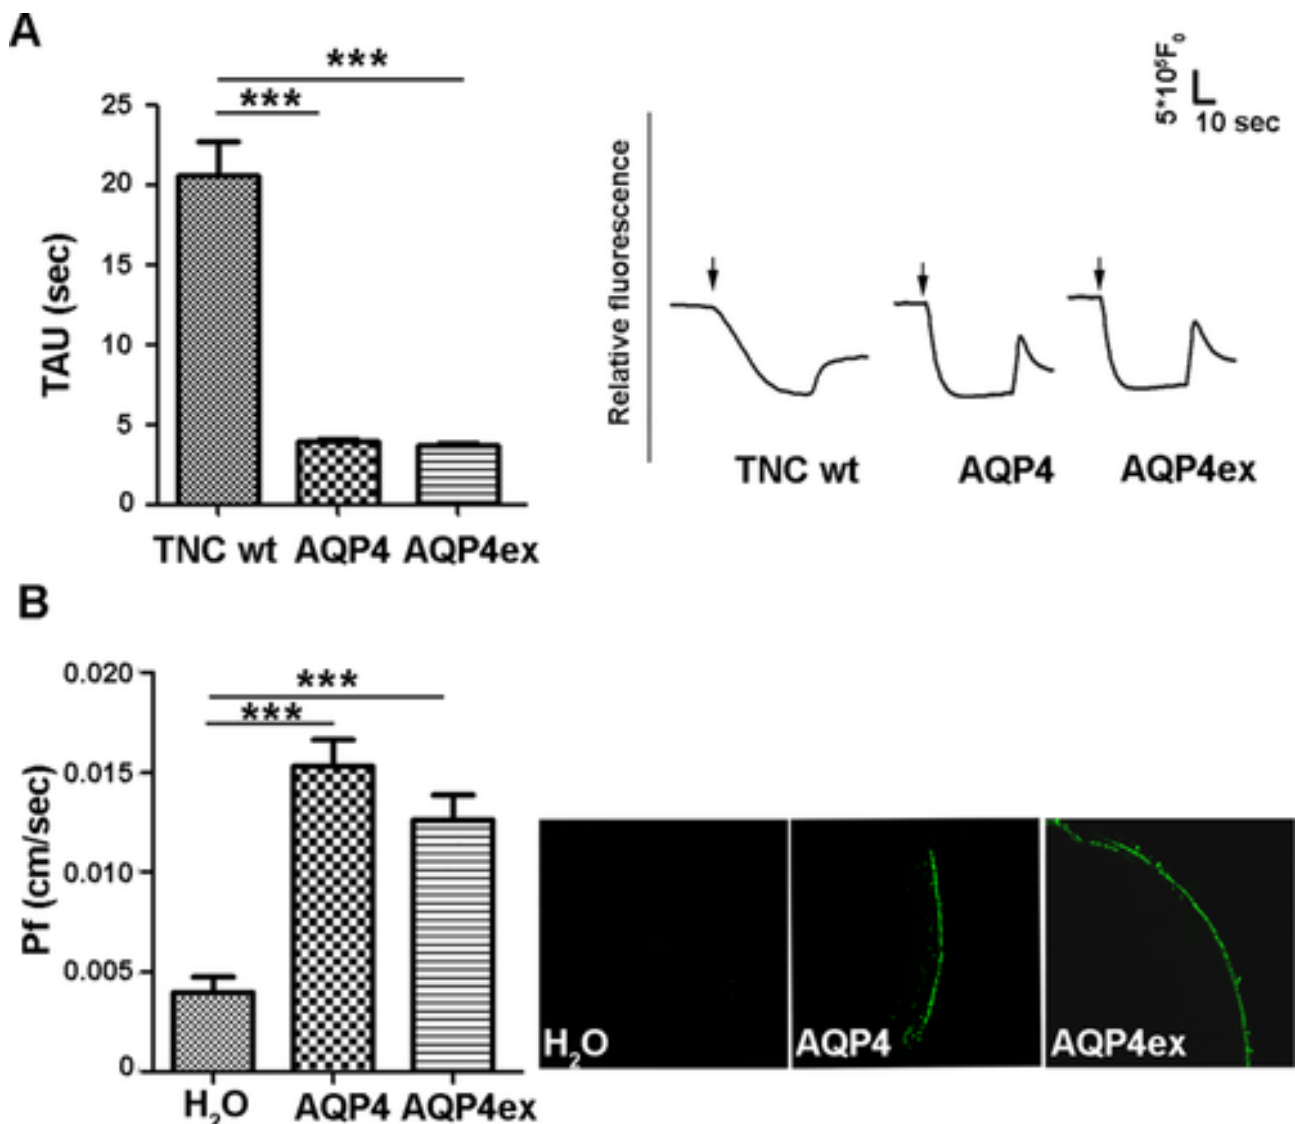 A
***
***
25
20
15
10
5
0
TAU (sec)
TNC wt AQP4 AQP4ex
Relative fluorescence
5*10⁵F₀
10 sec
TNC wt AQP4 AQP4ex
B
***
***
0.020
0.015
0.010
0.005
0
Pf (cm/sec)
H₂O AQP4 AQP4ex
H₂O AQP4 AQP4ex